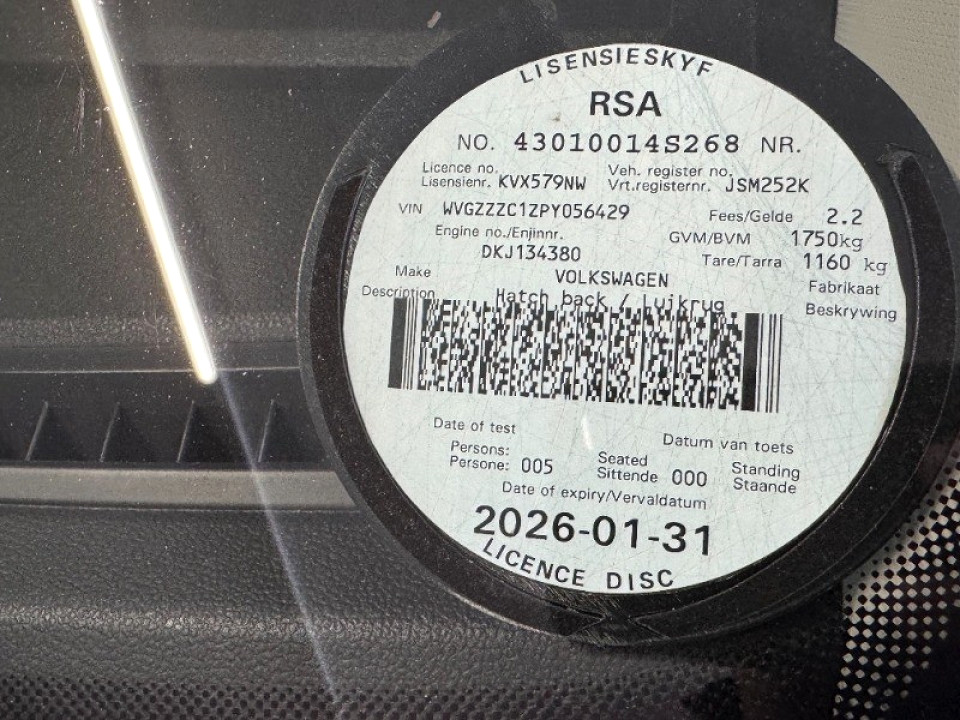 LISENSIESKYF
RSA
NO. 43010014S268 NR.
Licence no. Veh. register no.
Lisensienr. KVX579NW Vrt.registernr. JSM252K
VIN WVGZZZC1ZPY056429 Fees/Gelde 2.2
Engine no./Enjinnr. GVM/BVM 1750kg
DKJ134380 Tare/Tarra 1160 kg
Make VOLKSWAGEN Fabrikaat
Description Hatch back / Luikrug Beskrywing
Date of test Datum van toets
Persons: Seated Standing
Persone: 005 Sittende 000 Staande
Date of expiry/Vervaldatum
2026-01-31
LICENCE DISC